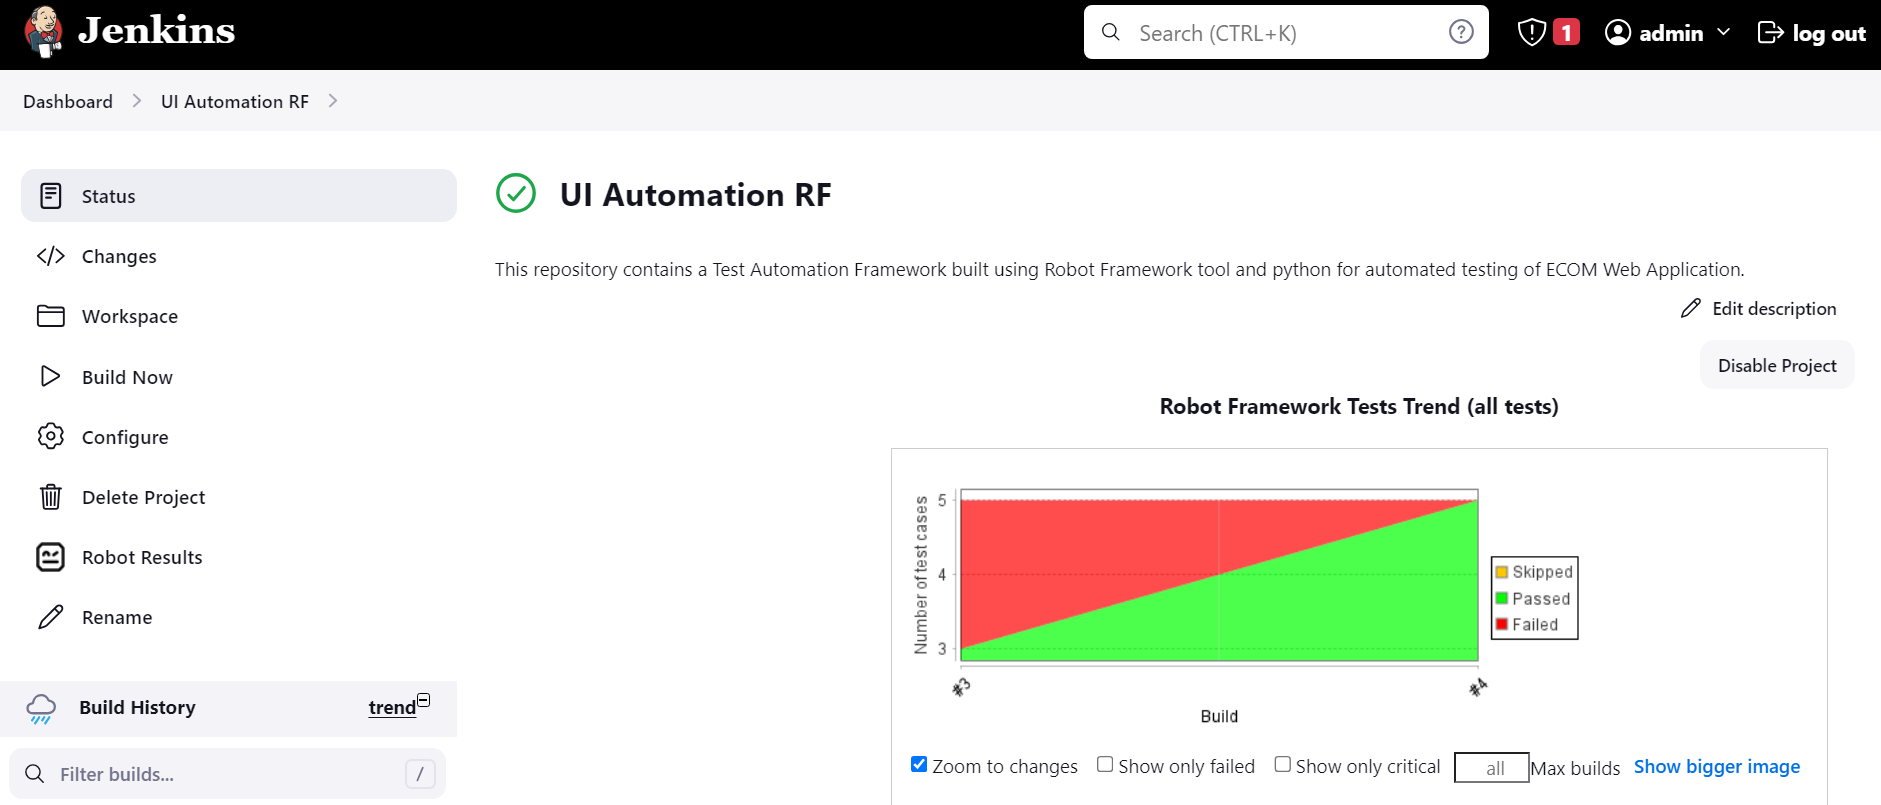 Jenkins
Search (CTRL+K)
1
admin
log out
Dashboard
UI Automation RF
Status
Changes
Workspace
Build Now
Configure
Delete Project
Robot Results
Rename
Build History
trend
Filter builds...
/
UI Automation RF
This repository contains a Test Automation Framework built using Robot Framework tool and python for automated testing of ECOM Web Application.
Edit description
Disable Project
Robot Framework Tests Trend (all tests)
Number of test cases
5
4
3
#3
#4
Build
Skipped
Passed
Failed
Zoom to changes
Show only failed
Show only critical
all
Max builds
Show bigger image